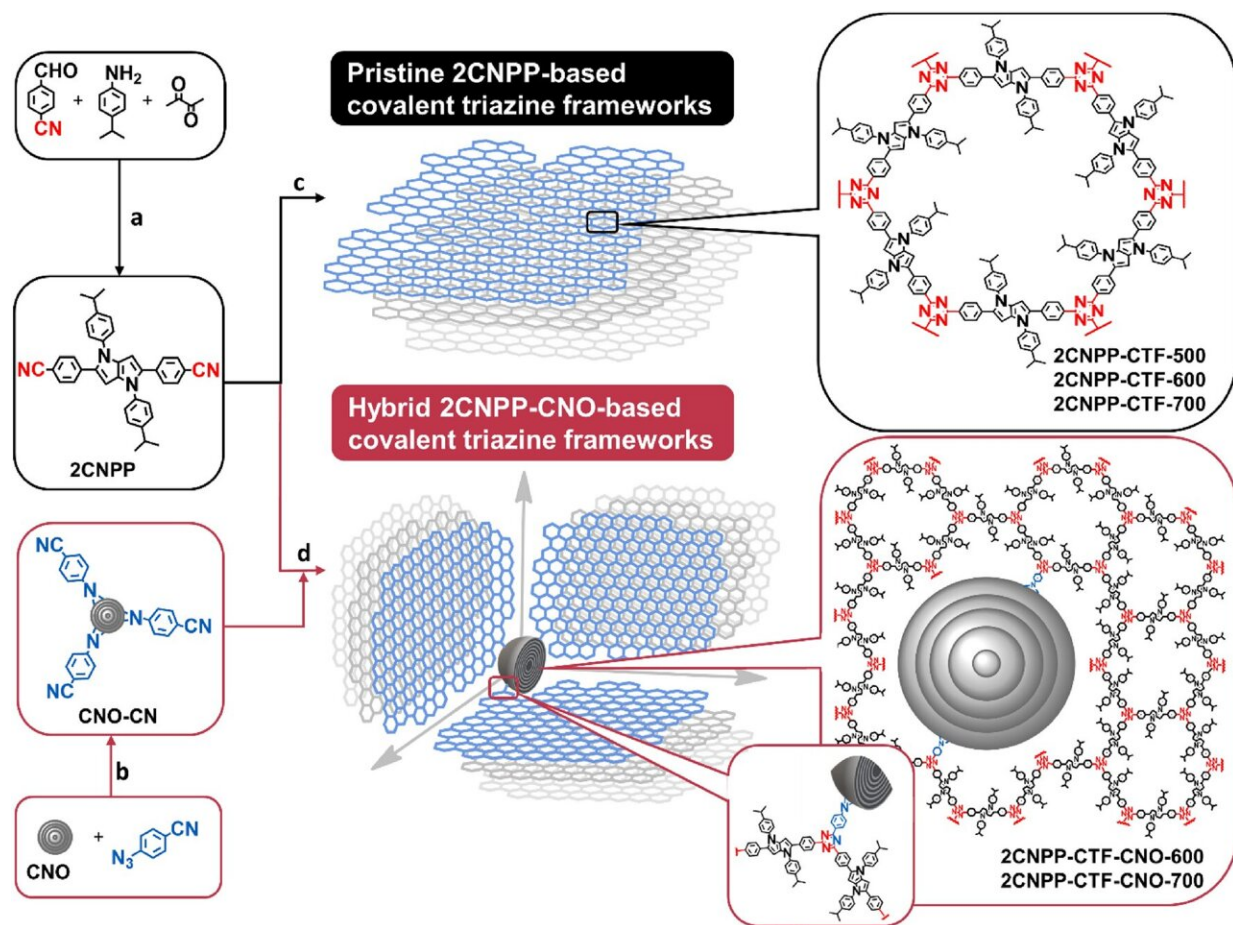 CHO
NH2
O
+
+
O
CN
a
NC
N
N
CN
2CNPP
NC
N
N
CN
N
NC
CNO-CN
b
CN
+
N3
CNO
c
d
Pristine 2CNPP-based
covalent triazine frameworks
Hybrid 2CNPP-CNO-based
covalent triazine frameworks
2CNPP-CTF-500
2CNPP-CTF-600
2CNPP-CTF-700
2CNPP-CTF-CNO-600
2CNPP-CTF-CNO-700